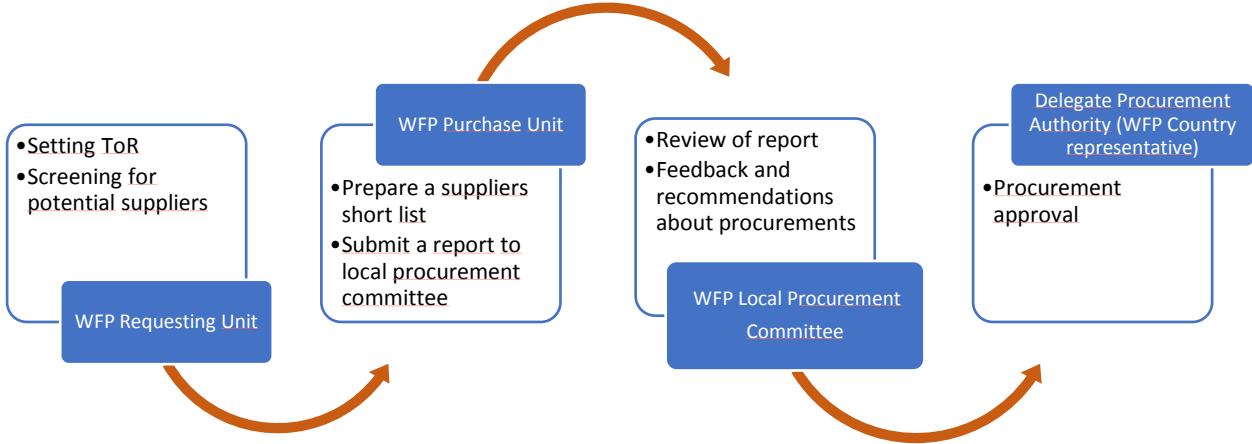 •Setting ToR
•Screening for
potential suppliers
WFP Requesting Unit
WFP Purchase Unit
•Prepare a suppliers
short list
•Submit a report to
local procurement
committee
•Review of report
•Feedback and
recommendations
about procurements
WFP Local Procurement
Committee
Delegate Procurement
Authority (WFP Country
representative)
•Procurement
approval